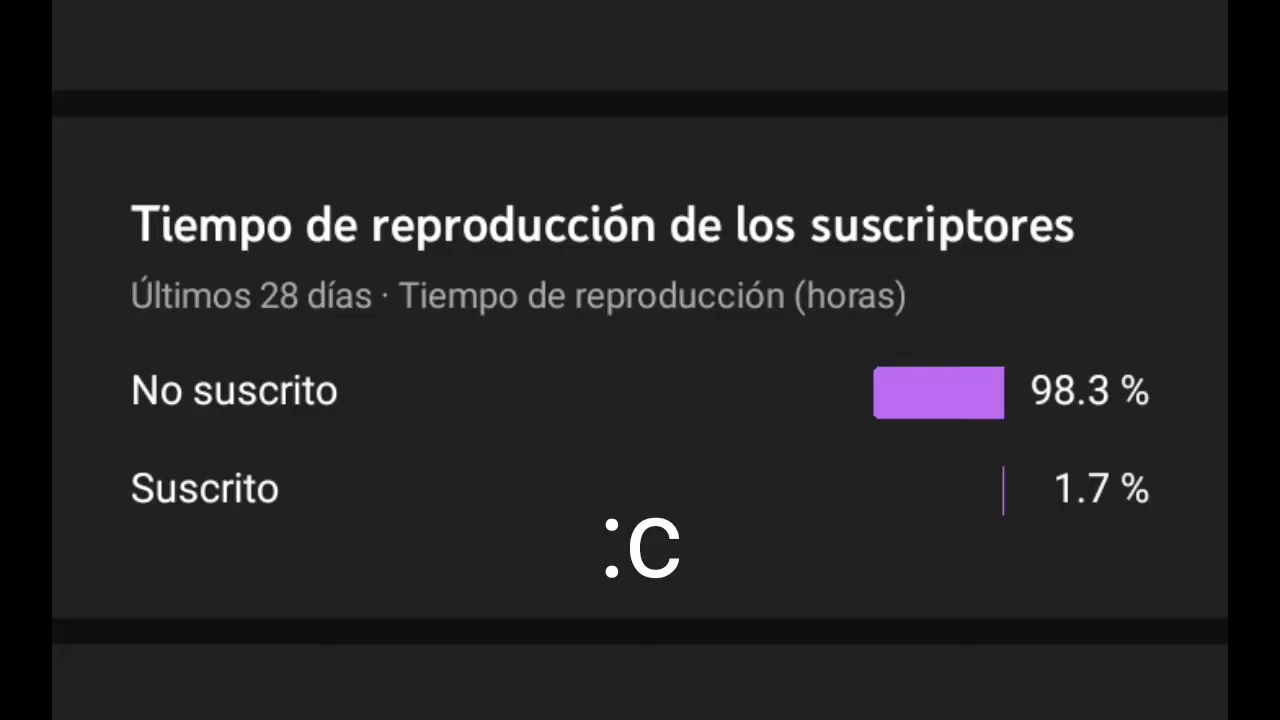 Tiempo de reproducción de los suscriptores
Últimos 28 días · Tiempo de reproducción (horas)
No suscrito 98.3 %
Suscrito 1.7 %
:c